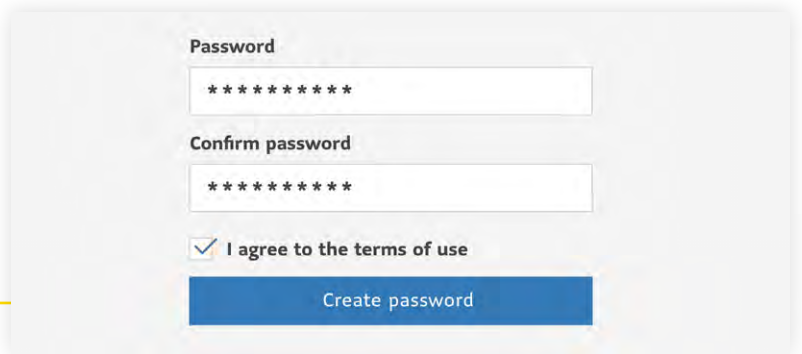 Password
**********
Confirm password
**********
I agree to the terms of use
Create password